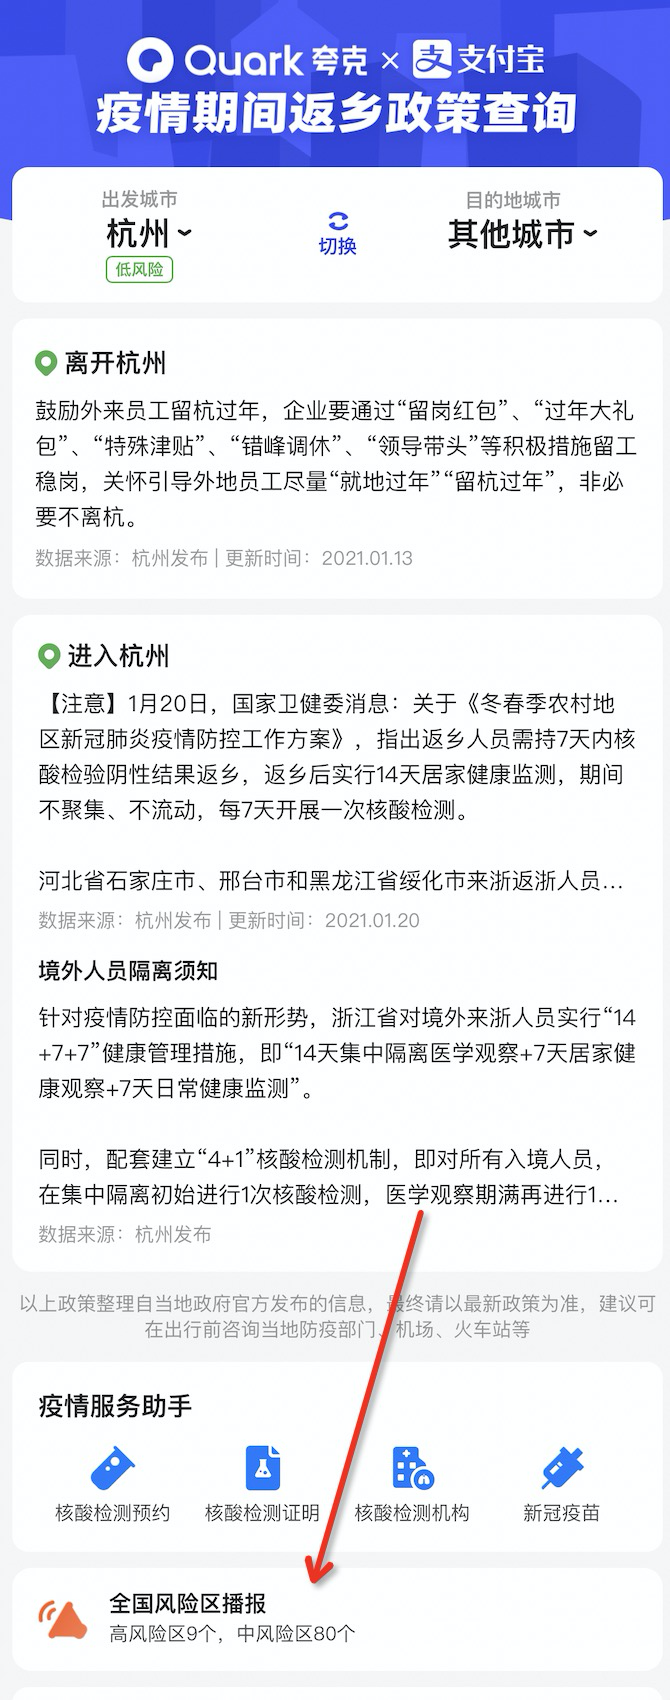 Quark 夸克 × 支付宝
疫情期间返乡政策查询
出发城市
目的地城市
杭州
切换
其他城市
低风险
离开杭州
鼓励外来员工留杭过年，企业要通过“留岗红包”、“过年大礼
包”、“特殊津贴”、“错峰调休”、“领导带头”等积极措施留工
稳岗，关怀引导外地员工尽量“就地过年”“留杭过年”，非必
要不离杭。
数据来源：杭州发布 | 更新时间：2021.01.13
进入杭州
【注意】1月20日，国家卫健委消息：关于《冬春季农村地
区新冠肺炎疫情防控工作方案》，指出返乡人员需持7天内核
酸检验阴性结果返乡，返乡后实行14天居家健康监测，期间
不聚集、不流动，每7天开展一次核酸检测。
河北省石家庄市、邢台市和黑龙江省绥化市来浙返浙人员...
数据来源：杭州发布 | 更新时间：2021.01.20
境外人员隔离须知
针对疫情防控面临的新形势，浙江省对境外来浙人员实行“14
+7+7”健康管理措施，即“14天集中隔离医学观察+7天居家健
康观察+7天日常健康监测”。
同时，配套建立“4+1”核酸检测机制，即对所有入境人员，
在集中隔离初始进行1次核酸检测，医学观察期满再进行1...
数据来源：杭州发布
以上政策整理自当地政府官方发布的信息，最终请以最新政策为准，建议可
在出行前咨询当地防疫部门、机场、火车站等
疫情服务助手
核酸检测预约
核酸检测证明
核酸检测机构
新冠疫苗
全国风险区播报
高风险区9个，中风险区80个